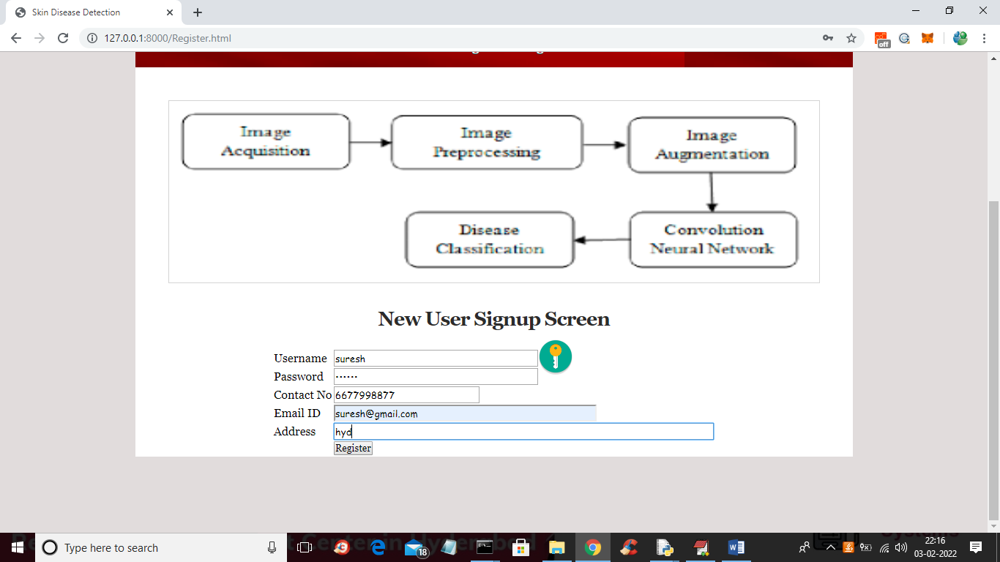 Skin Disease Detection
127.0.0.1:8000/Register.html
off
Image
Acquisition
Image
Preprocessing
Image
Augmentation
Disease
Classification
Convolution
Neural Network
New User Signup Screen
Username suresh
Password ······
Contact No 6677998877
Email ID suresh@gmail.com
Address hyd
Register
Type here to search
18
22:16
03-02-2022